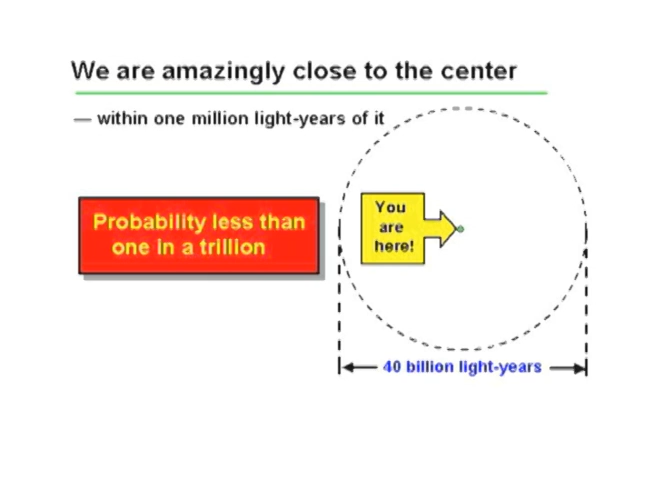 We are amazingly close to the center
— within one million light-years of it
Probability less than
one in a trillion
You
are
here!
40 billion light-years